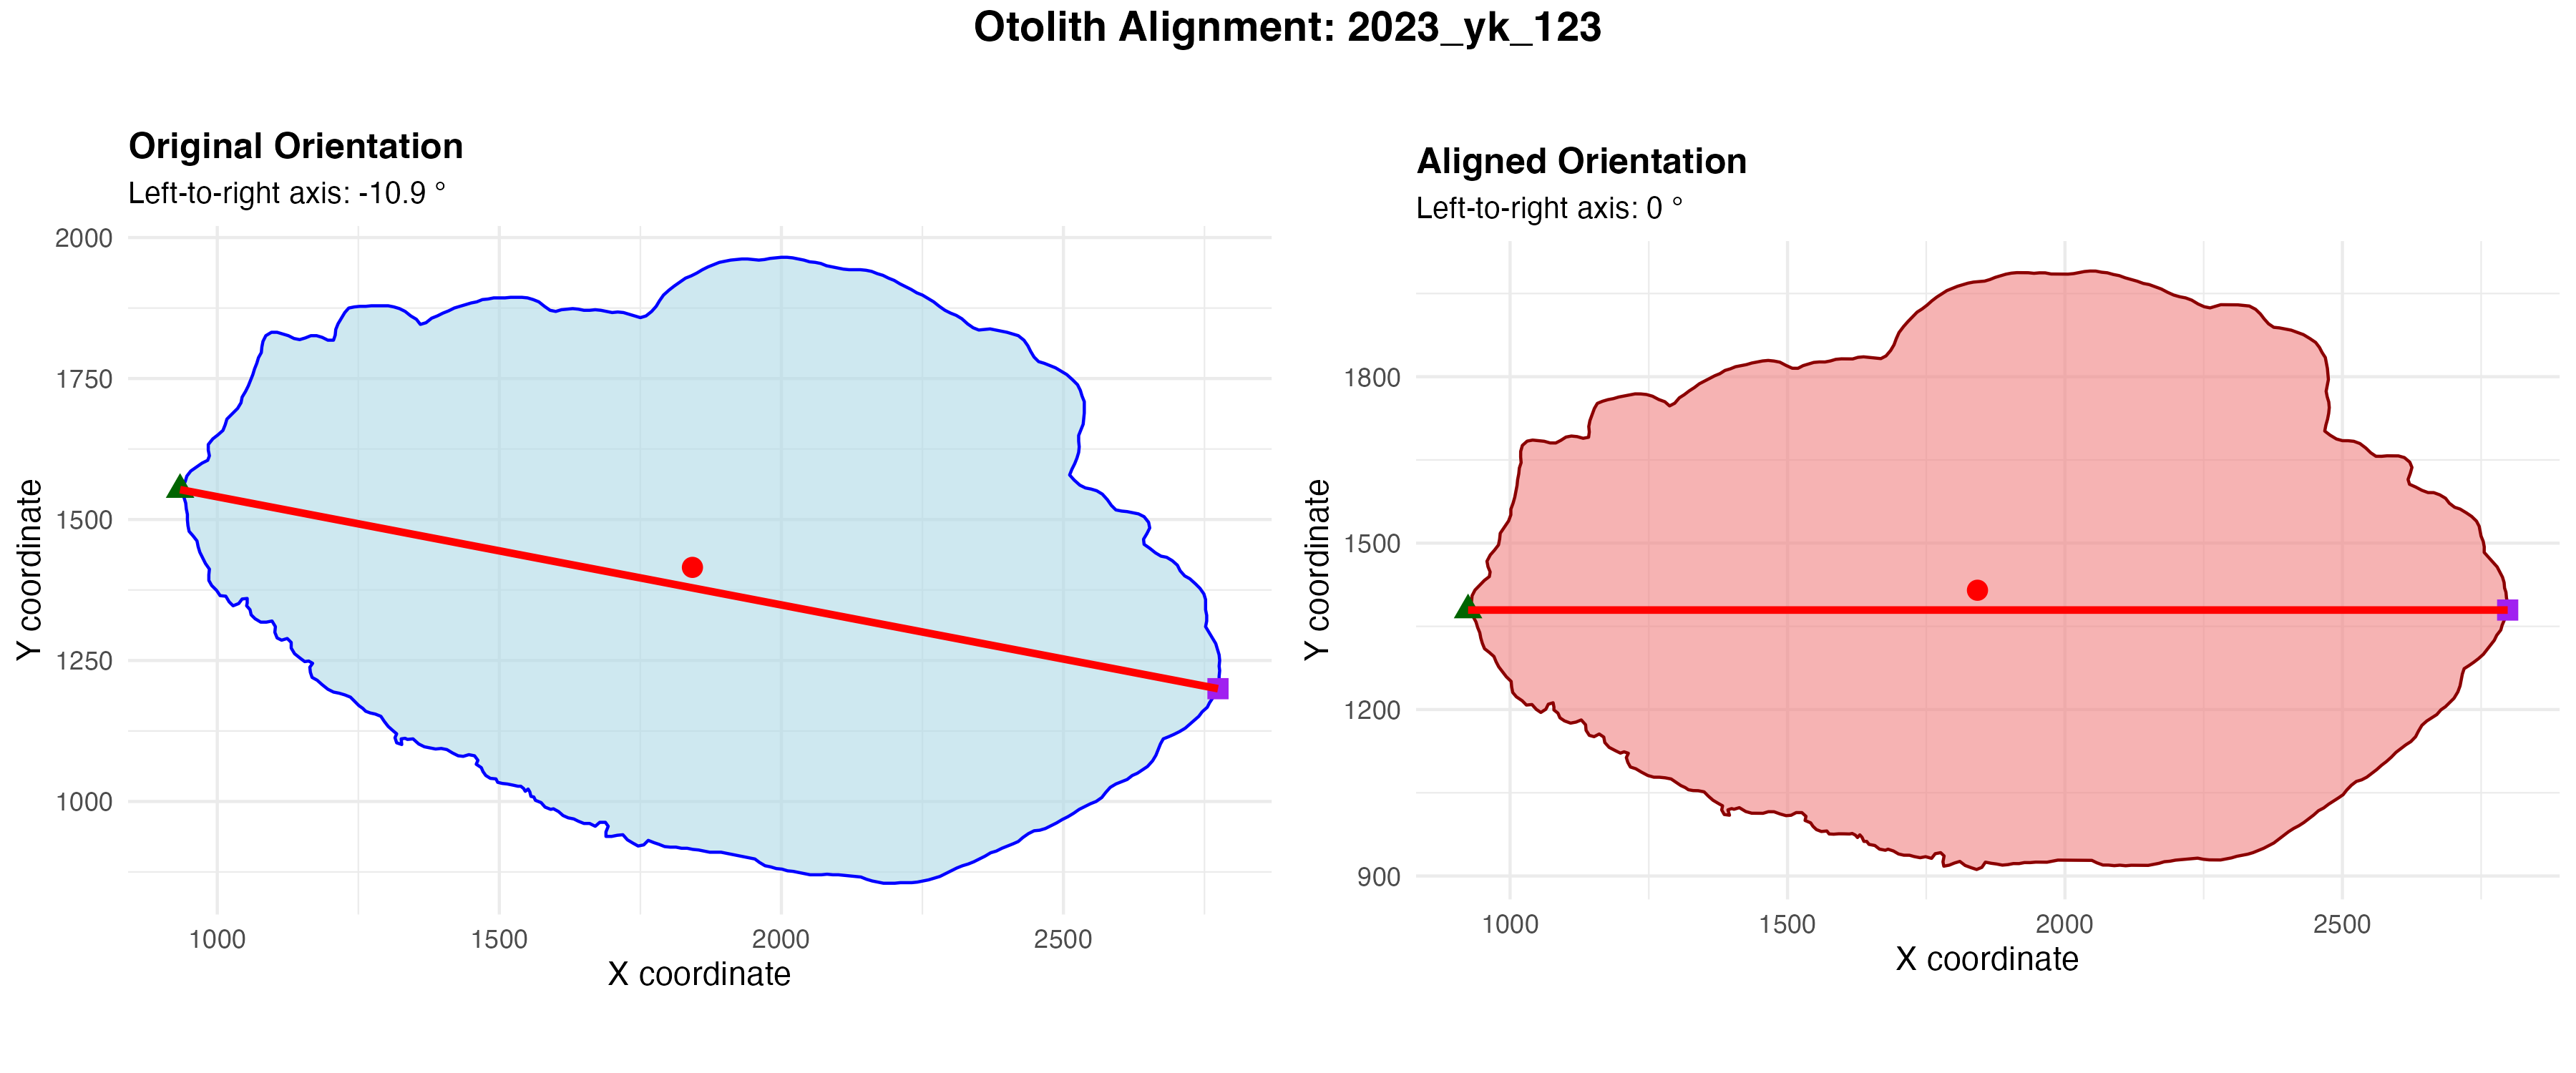 Otolith Alignment: 2023_yk_123
Original Orientation
Left-to-right axis: -10.9 °
2000
1750
1500
1250
1000
Y coordinate
1000
1500
2000
2500
X coordinate
Aligned Orientation
Left-to-right axis: 0 °
1800
1500
1200
900
Y coordinate
1000
1500
2000
2500
X coordinate